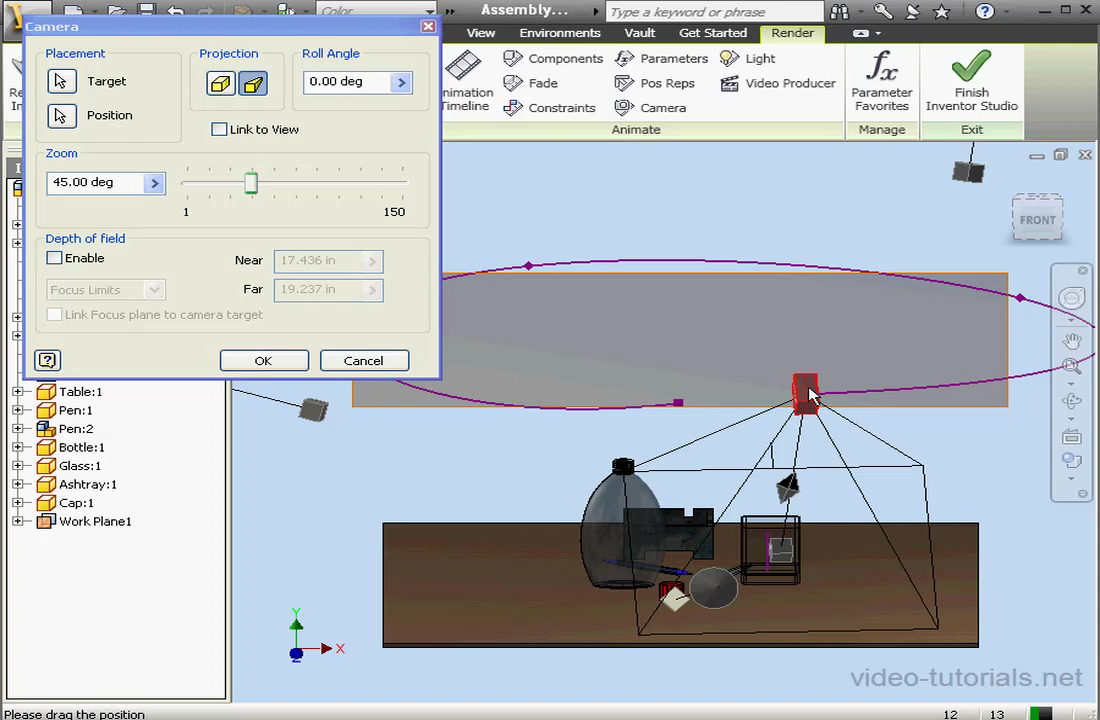 Color
Assembly...
Type a keyword or phrase
Camera
View
Environments
Vault
Get Started
Render
Placement
Target
Position
Projection
Roll Angle
0.00 deg
Link to View
Zoom
45.00 deg
1
150
Depth of field
Enable
Near
17.436 in
Focus Limits
Far
19.237 in
Link Focus plane to camera target
OK
Cancel
Components
Fade
Constraints
Parameters
Pos Reps
Camera
Light
Video Producer
nimation
Timeline
Animate
Parameter
Favorites
Manage
Finish
Inventor Studio
Exit
FRONT
Table:1
Pen:1
Pen:2
Bottle:1
Glass:1
Ashtray:1
Cap:1
Work Plane1
Y
X
Z
video-tutorials.net
Please drag the position
12
13